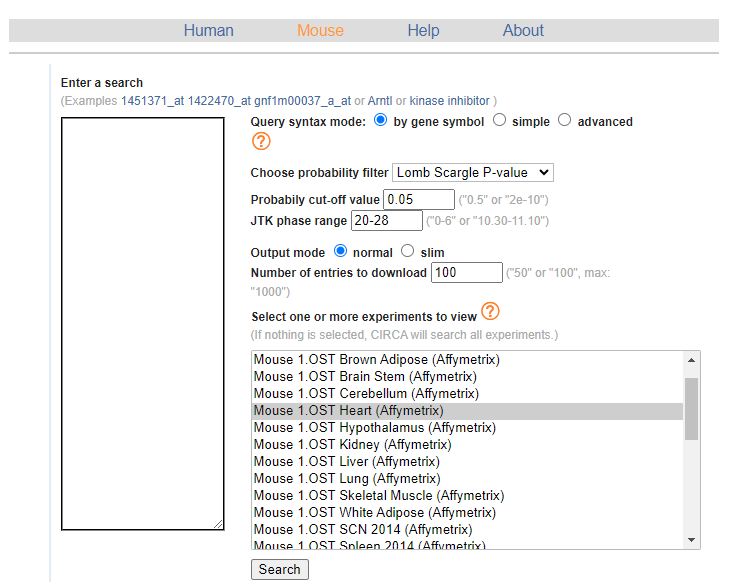 Human Mouse Help About
Enter a search
(Examples 1451371_at 1422470_at gnf1m00037_a_at or Arntl or kinase inhibitor )
Query syntax mode: by gene symbol simple advanced
?
Choose probability filter Lomb Scargle P-value
Probabily cut-off value 0.05 ("0.5" or "2e-10")
JTK phase range 20-28 ("0-6" or "10.30-11.10")
Output mode normal slim
Number of entries to download 100 ("50" or "100", max:
"1000")
Select one or more experiments to view ?
(If nothing is selected, CIRCA will search all experiments.)
Mouse 1.OST Brown Adipose (Affymetrix)
Mouse 1.OST Brain Stem (Affymetrix)
Mouse 1.OST Cerebellum (Affymetrix)
Mouse 1.OST Heart (Affymetrix)
Mouse 1.OST Hypothalamus (Affymetrix)
Mouse 1.OST Kidney (Affymetrix)
Mouse 1.OST Liver (Affymetrix)
Mouse 1.OST Lung (Affymetrix)
Mouse 1.OST Skeletal Muscle (Affymetrix)
Mouse 1.OST White Adipose (Affymetrix)
Mouse 1.OST SCN 2014 (Affymetrix)
Mouse 1.OST Spleen 2014 (Affymetrix)
Search